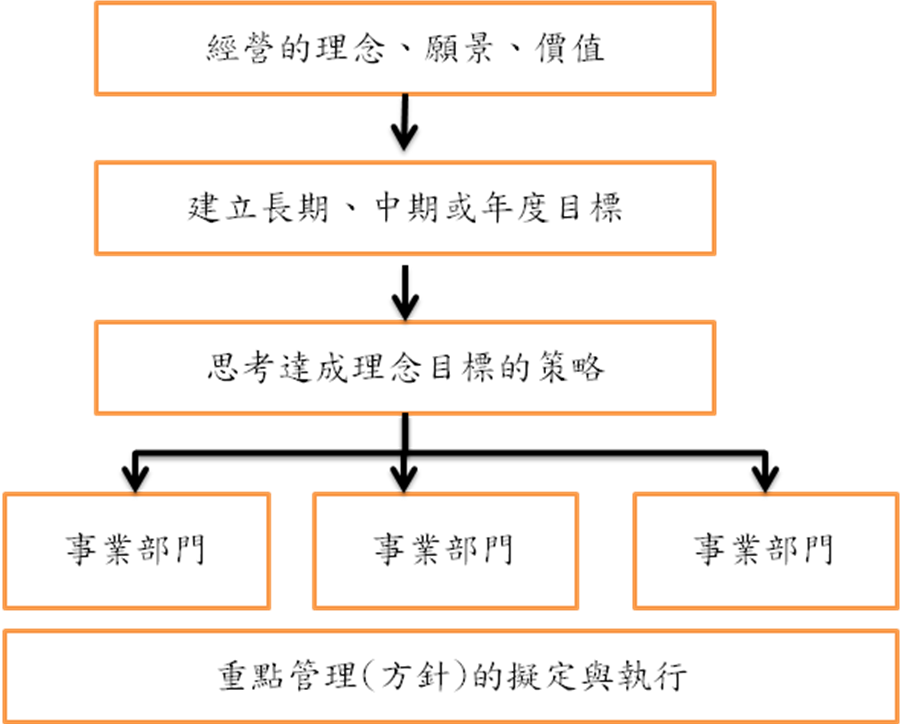 經營的理念、願景、價值
建立長期、中期或年度目標
思考達成理念目標的策略
事業部門
事業部門
事業部門
重點管理(方針)的擬定與執行